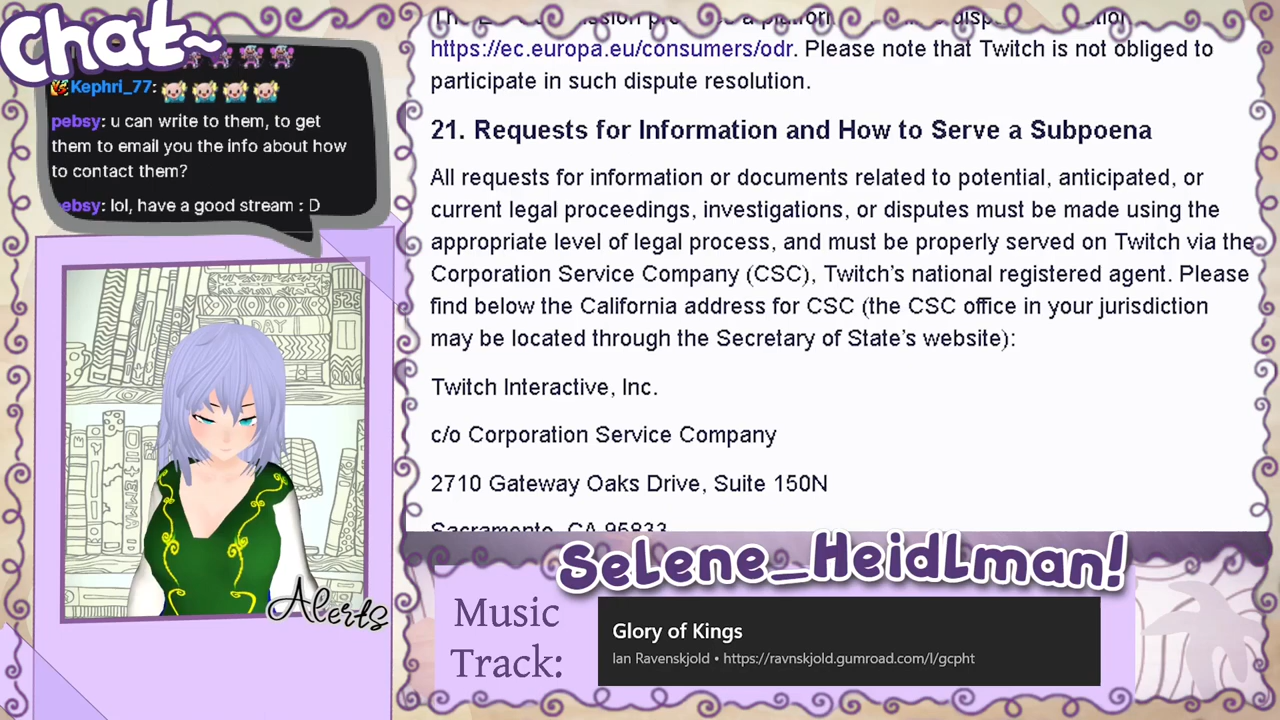 Chat~
Kephri_77:
pebsy: u can write to them, to get
them to email you the info about how
to contact them?
pebsy: lol, have a good stream : D
https://ec.europa.eu/consumers/odr. Please note that Twitch is not obliged to
participate in such dispute resolution.
21. Requests for Information and How to Serve a Subpoena
All requests for information or documents related to potential, anticipated, or
current legal proceedings, investigations, or disputes must be made using the
appropriate level of legal process, and must be properly served on Twitch via the
Corporation Service Company (CSC), Twitch's national registered agent. Please
find below the California address for CSC (the CSC office in your jurisdiction
may be located through the Secretary of State's website):
Twitch Interactive, Inc.
c/o Corporation Service Company
2710 Gateway Oaks Drive, Suite 150N
Sacramento, CA 95833
DAY
Alerts
Selene_Heidlman!
Music
Track:
Glory of Kings
Ian Ravenskjold • https://ravnskjold.gumroad.com/l/gcpht